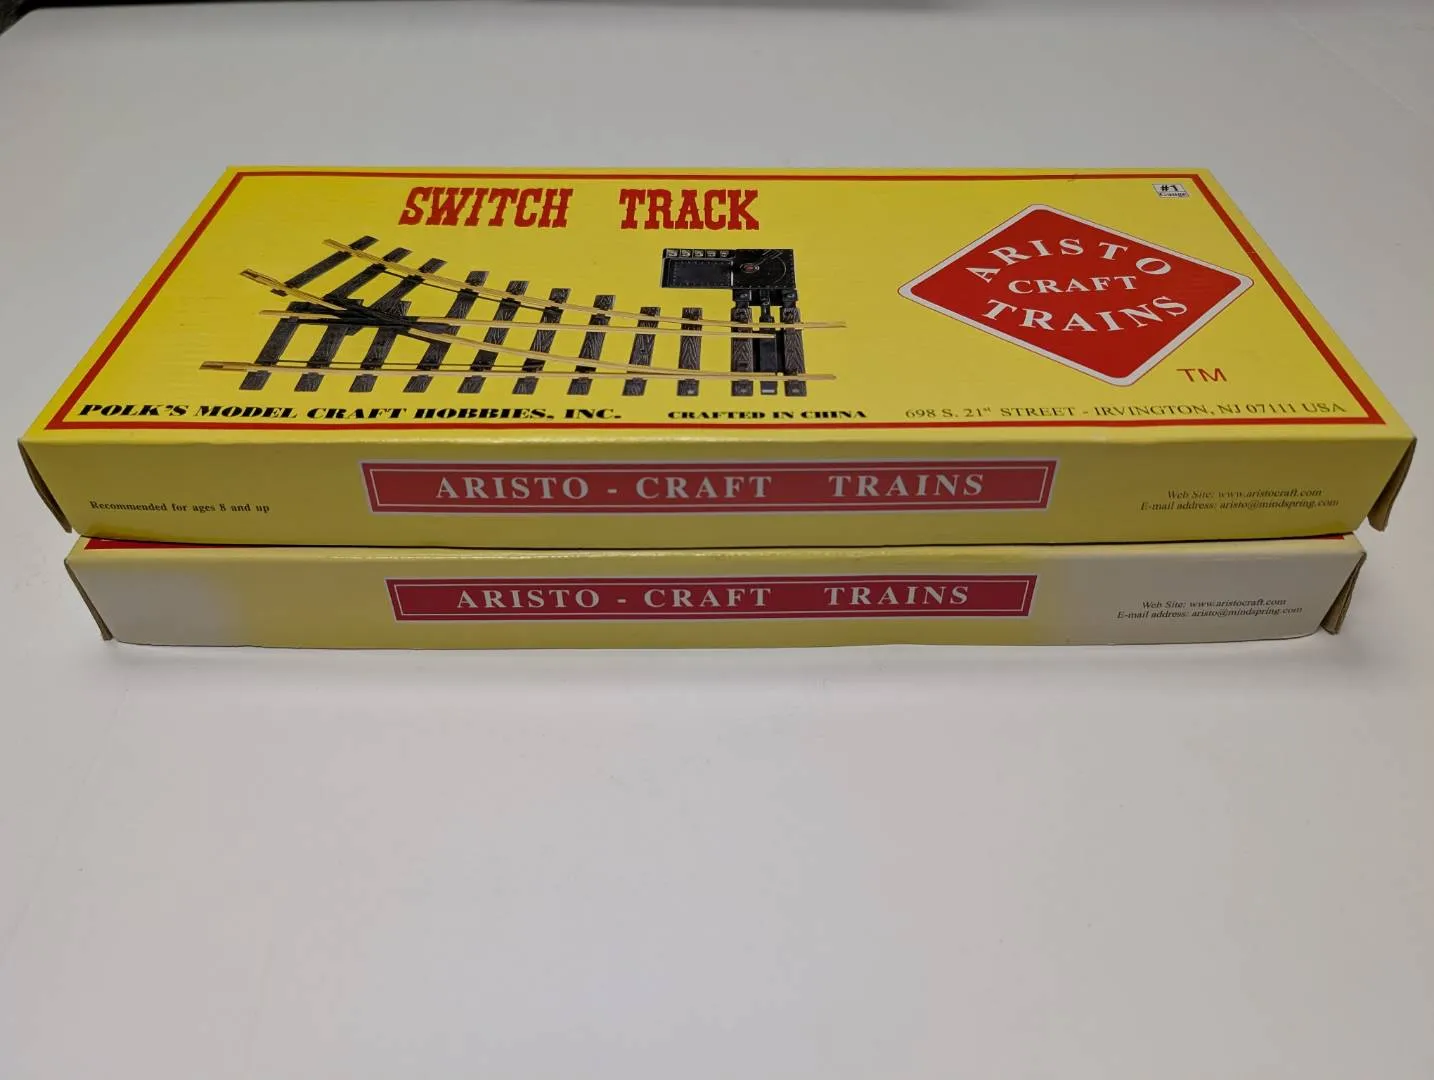 SWITCH TRACK
#1
Gauge
ARISTO
CRAFT
TRAINS
TM
POLK'S MODEL CRAFT HOBBIES, INC. CRAFTED IN CHINA 698 S. 21st STREET - IRVINGTON, NJ 07111 USA
ARISTO - CRAFT TRAINS
Recommended for ages 8 and up
Web Site: www.aristocraft.com
E-mail address: aristo@mindspring.com
ARISTO - CRAFT TRAINS
Web Site: www.aristocraft.com
E-mail address: aristo@mindspring.com